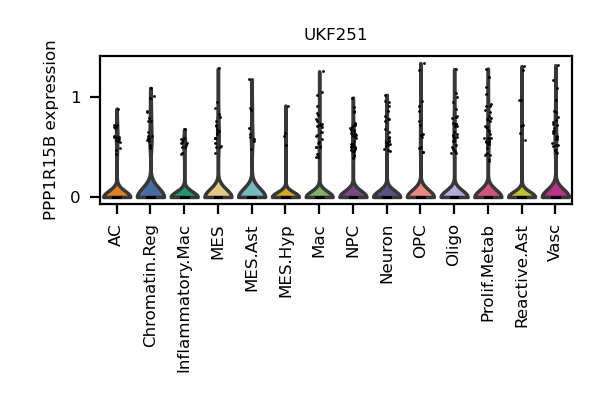 UKF251
PPP1R15B expression
1
0
AC
Chromatin.Reg
Inflammatory.Mac
MES
MES.Ast
MES.Hyp
Mac
NPC
Neuron
OPC
Oligo
Prolif.Metab
Reactive.Ast
Vasc